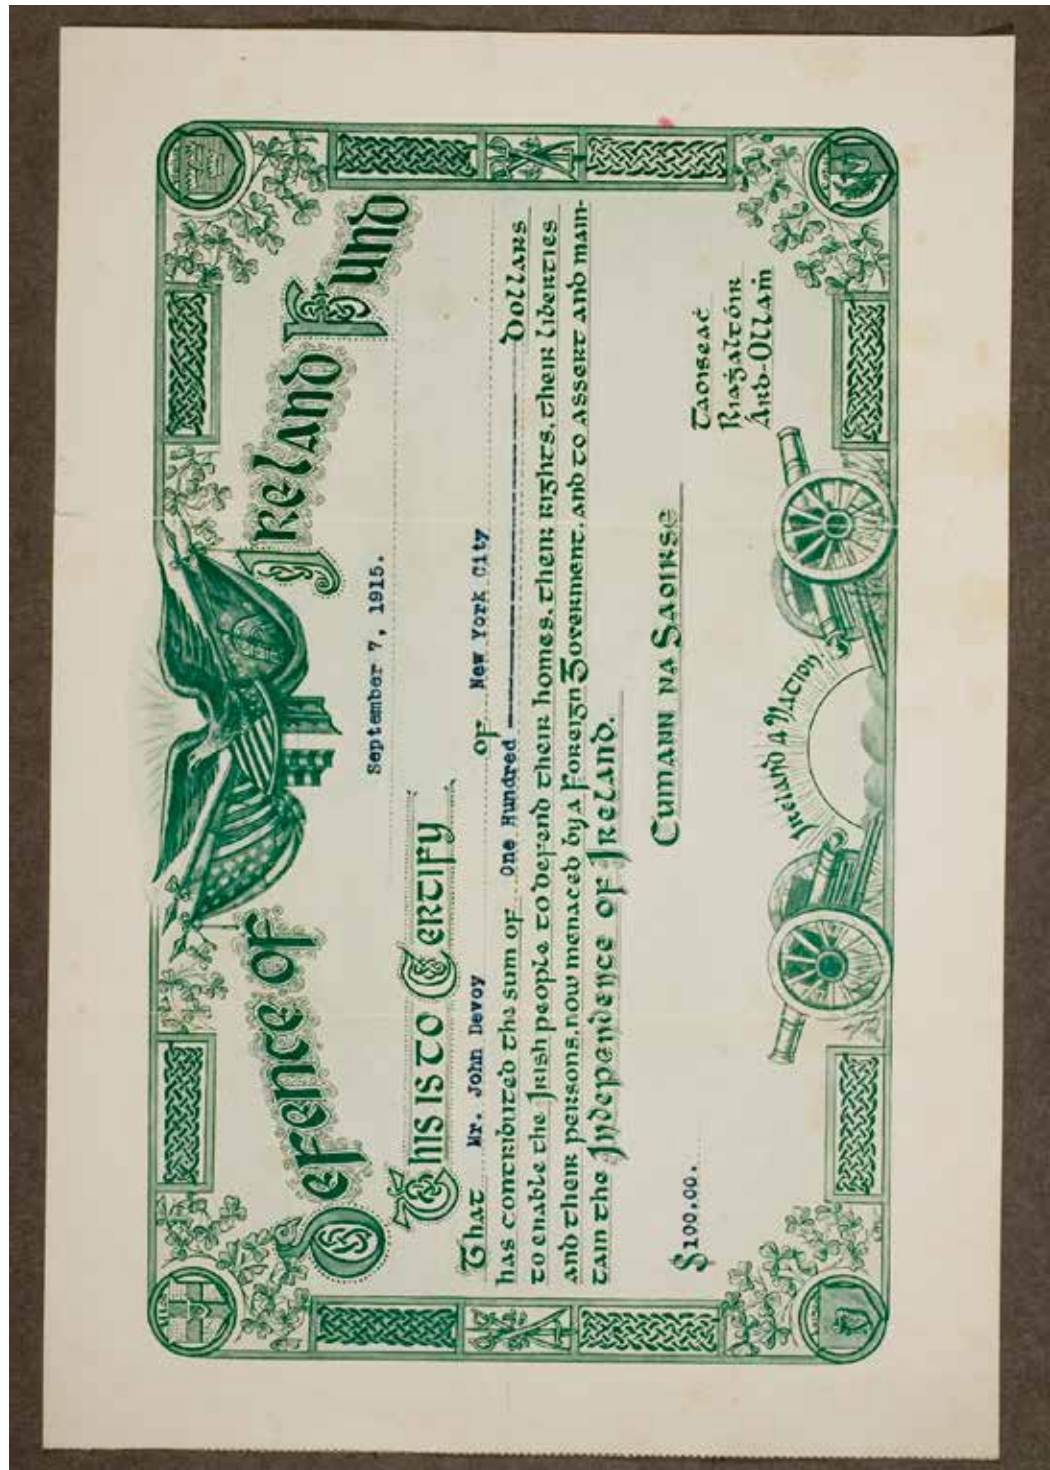 Defence of Ireland Fund
September 7, 1915.
This is to Certify
That Mr. John Devoy of New York City
has contributed the sum of One Hundred Dollars
to enable the Irish people to defend their homes, their rights, their liberties
and their persons, now menaced by a Foreign Government, and to assert and main-
tain the Independence of Ireland.
Cumann na Saoirse
$100.00.
Taoiseaċ
Riaġaltóir
Árd-Ollaṁ
Ireland A Nation